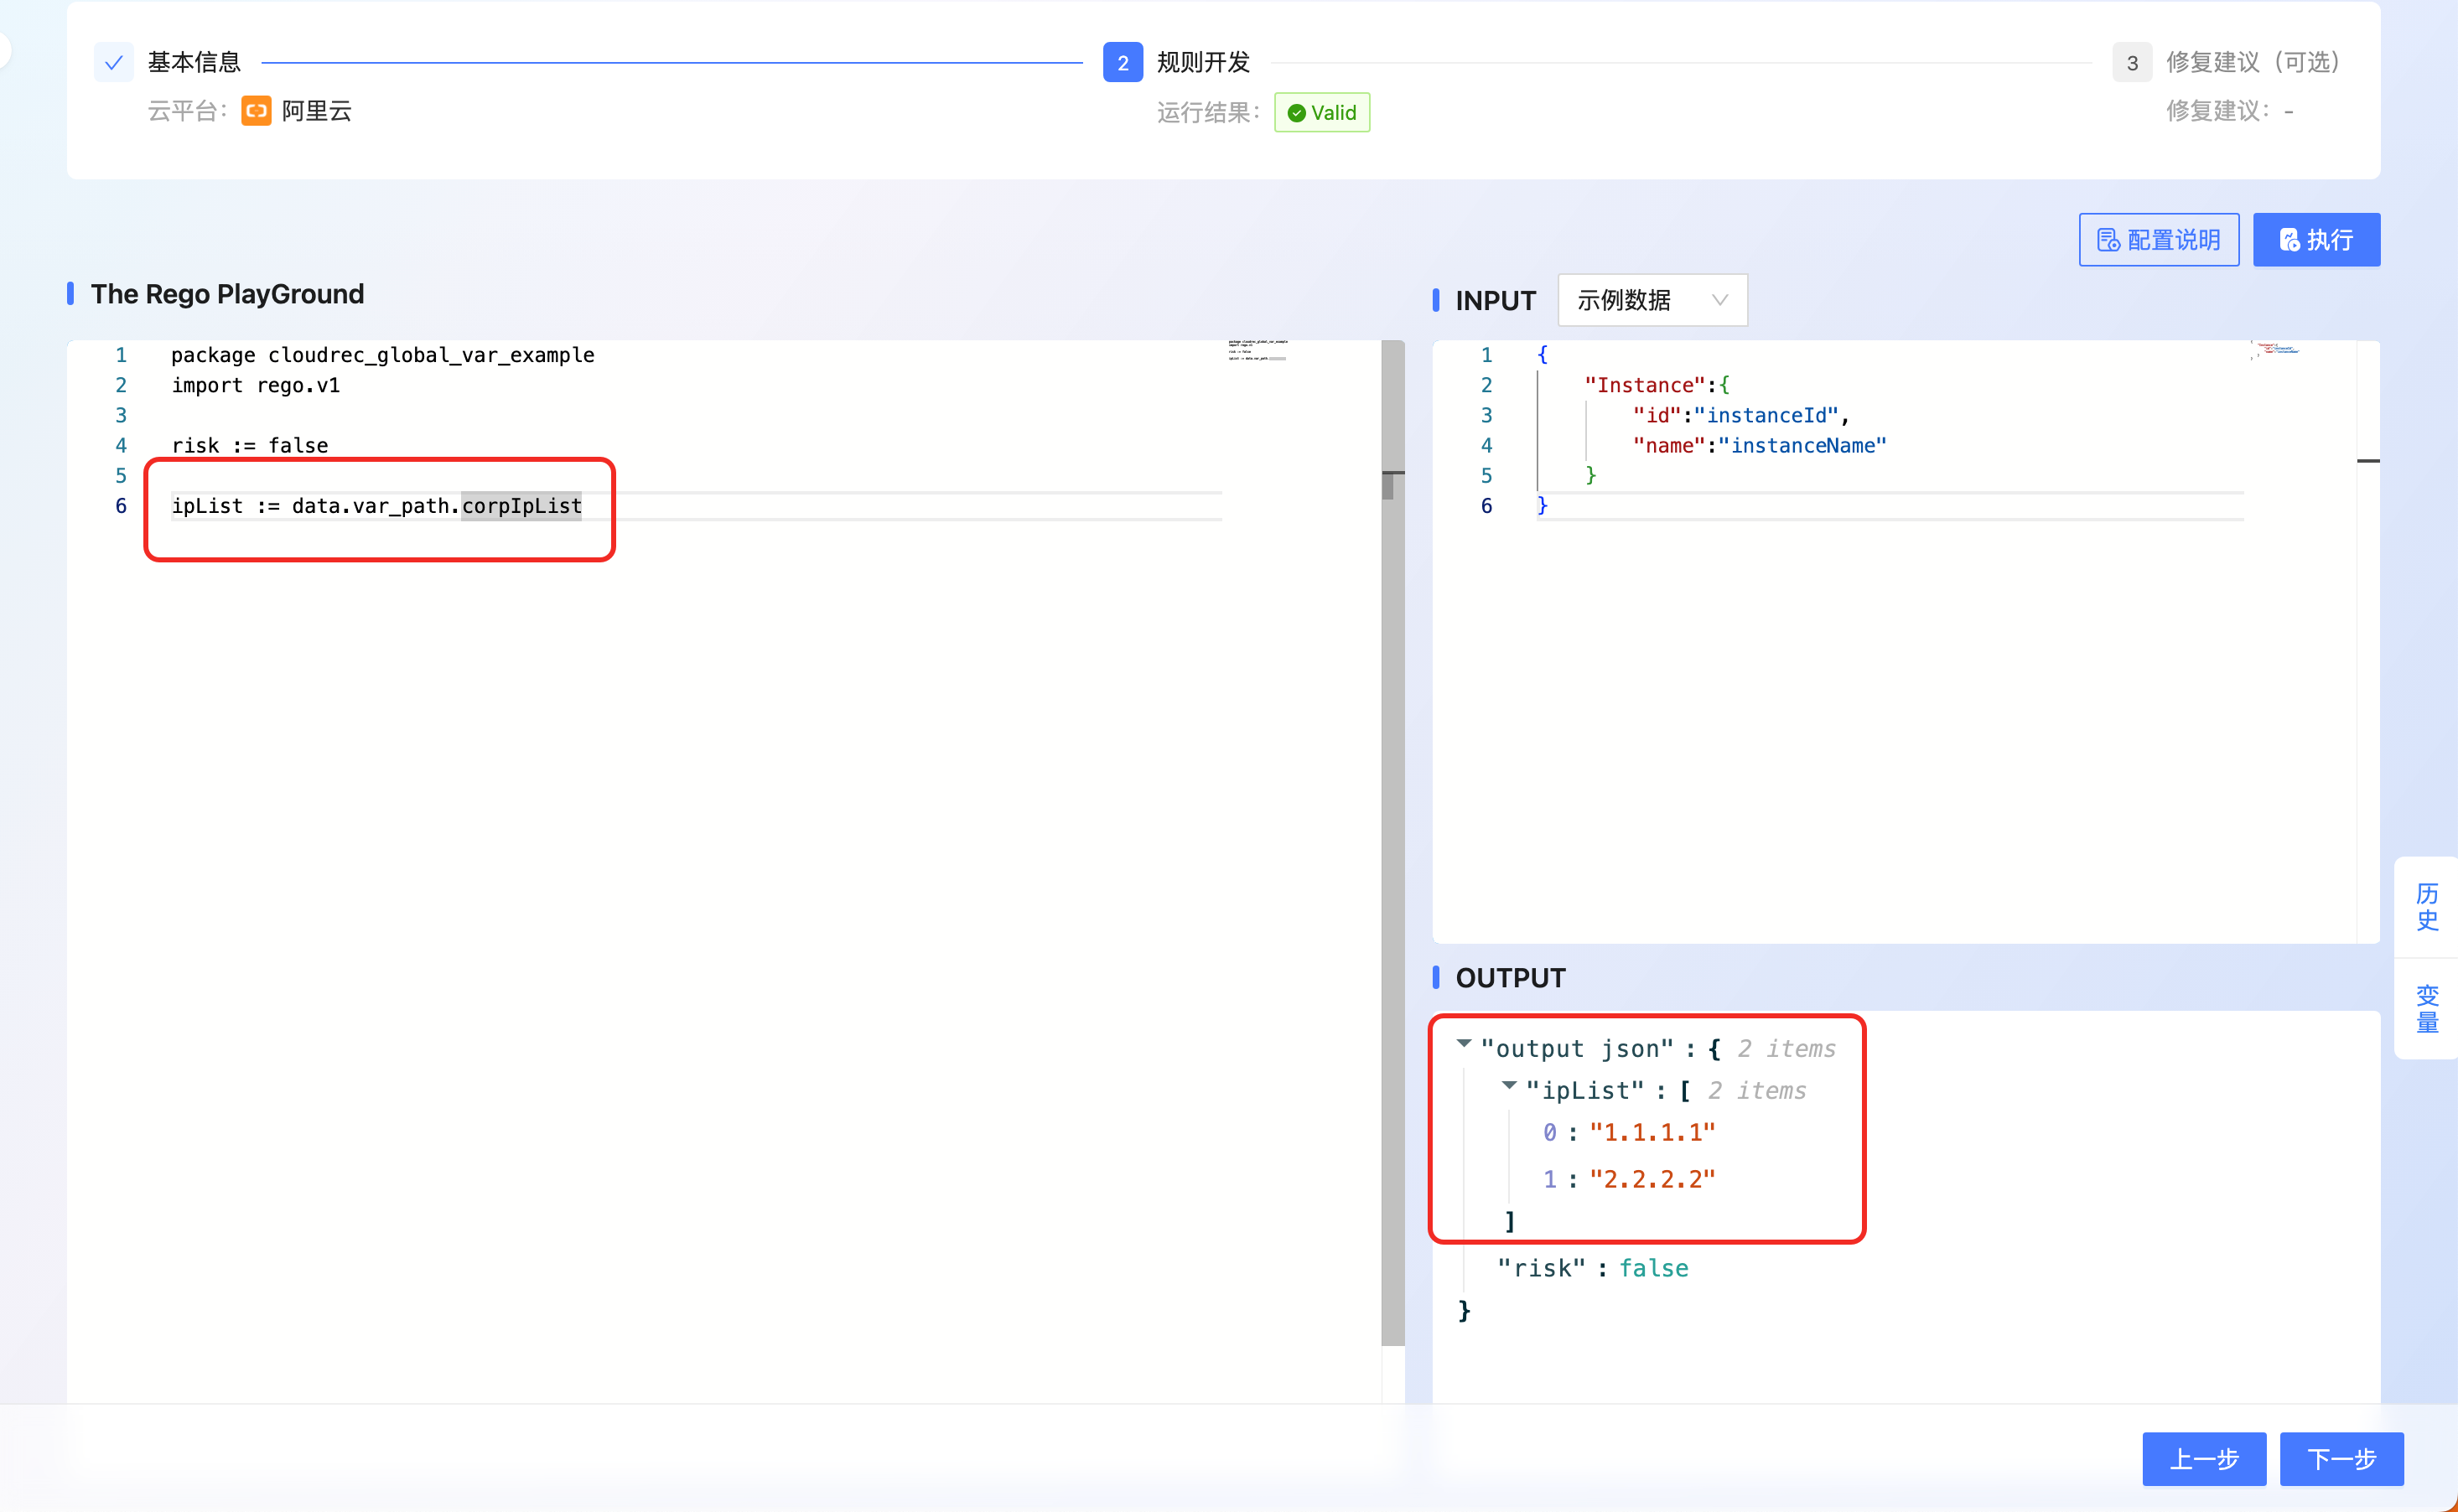 基本信息
云平台： 阿里云
2 规则开发
运行结果： Valid
3 修复建议（可选）
修复建议：-
配置说明
执行
The Rego PlayGround
1 package cloudrec_global_var_example
2 import rego.v1
3
4 risk := false
5
6 ipList := data.var_path.corpIpList
INPUT 示例数据
1 {
2 "Instance":{
3 "id":"instanceId",
4 "name":"instanceName"
5 }
6 }
OUTPUT
"output json" : { 2 items
"ipList" : [ 2 items
0 : "1.1.1.1"
1 : "2.2.2.2"
]
"risk" : false
}
历史
变量
上一步
下一步